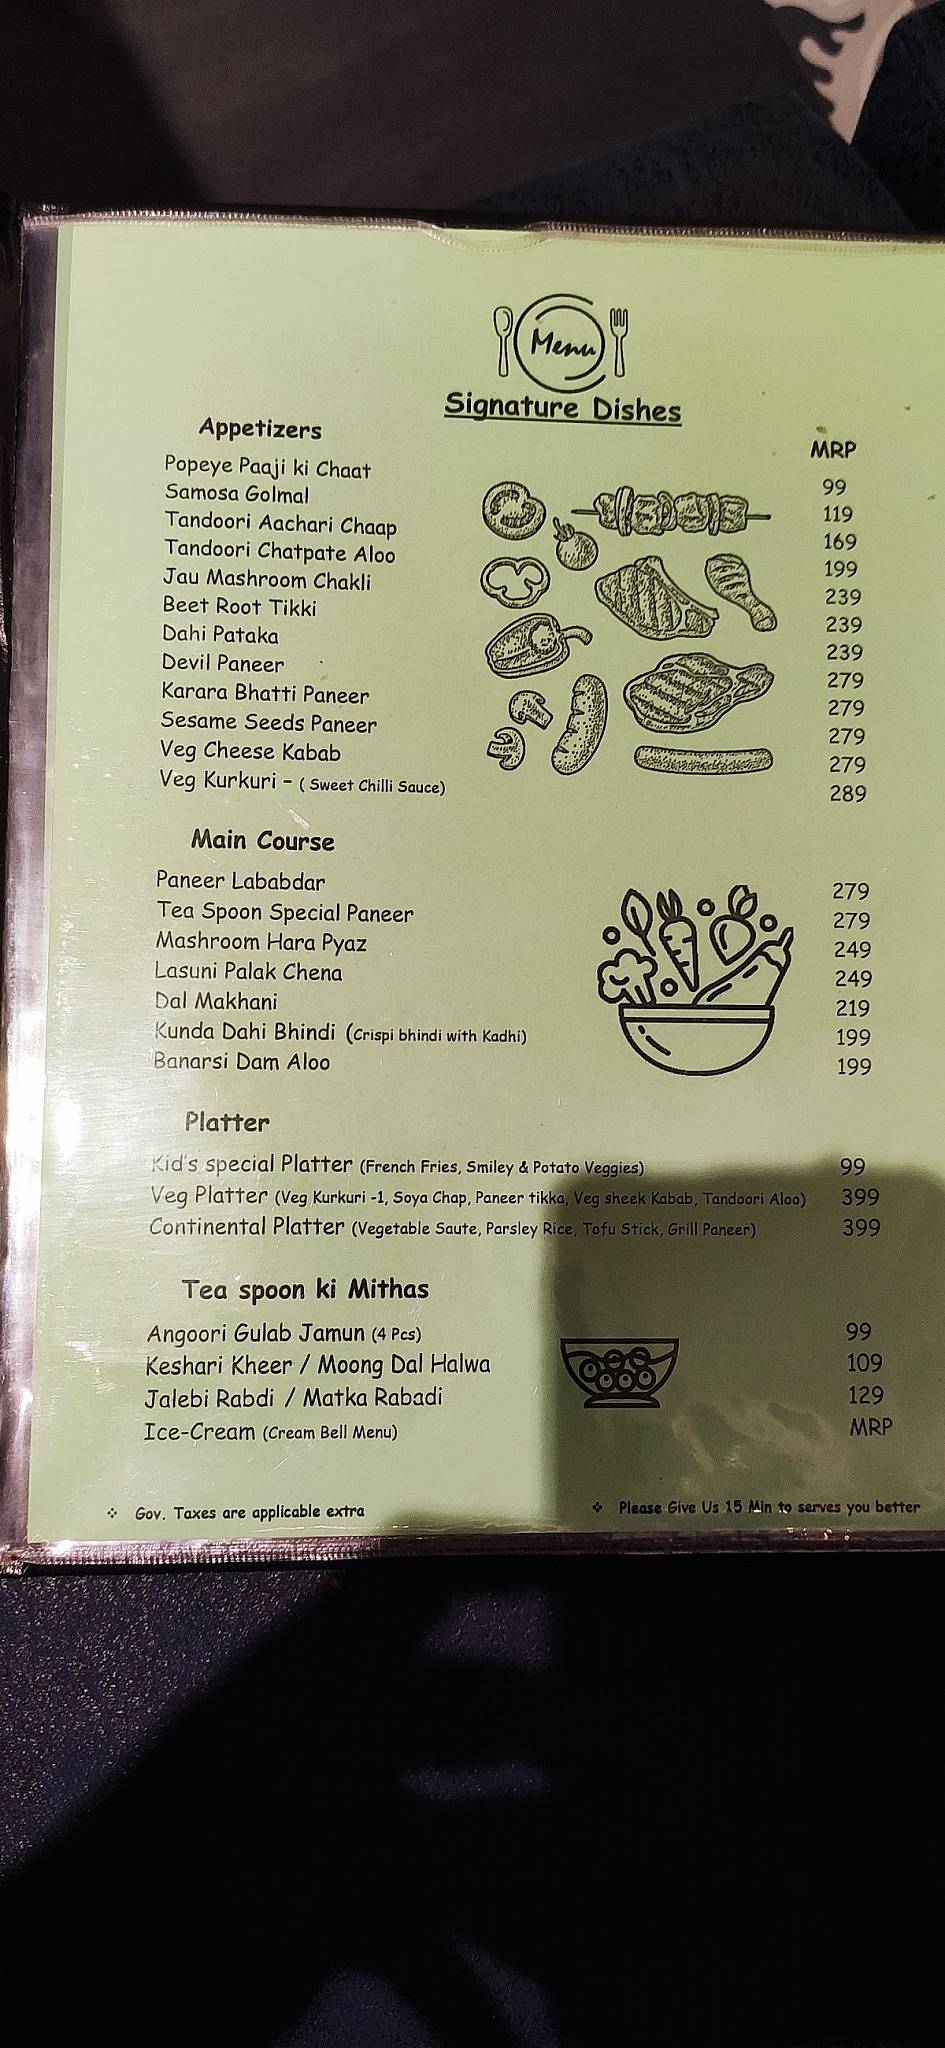 Menu
Signature Dishes
Appetizers
MRP
Popeye Paaji ki Chaat 99
Samosa Golmal 119
Tandoori Aachari Chaap 169
Tandoori Chatpate Aloo 199
Jau Mashroom Chakli 239
Beet Root Tikki 239
Dahi Pataka 239
Devil Paneer 279
Karara Bhatti Paneer 279
Sesame Seeds Paneer 279
Veg Cheese Kabab 279
Veg Kurkuri - ( Sweet Chilli Sauce) 289
Main Course
Paneer Lababdar 279
Tea Spoon Special Paneer 279
Mashroom Hara Pyaz 249
Lasuni Palak Chena 249
Dal Makhani 219
Kunda Dahi Bhindi (Crispi bhindi with Kadhi) 199
Banarsi Dam Aloo 199
Platter
Kid's special Platter (French Fries, Smiley & Potato Veggies) 99
Veg Platter (Veg Kurkuri -1, Soya Chap, Paneer tikka, Veg sheek Kabab, Tandoori Aloo) 399
Continental Platter (Vegetable Saute, Parsley Rice, Tofu Stick, Grill Paneer) 399
Tea spoon ki Mithas
Angoori Gulab Jamun (4 Pcs) 99
Keshari Kheer / Moong Dal Halwa 109
Jalebi Rabdi / Matka Rabadi 129
Ice-Cream (Cream Bell Menu) MRP
❖ Gov. Taxes are applicable extra
❖ Please Give Us 15 Min to serves you better